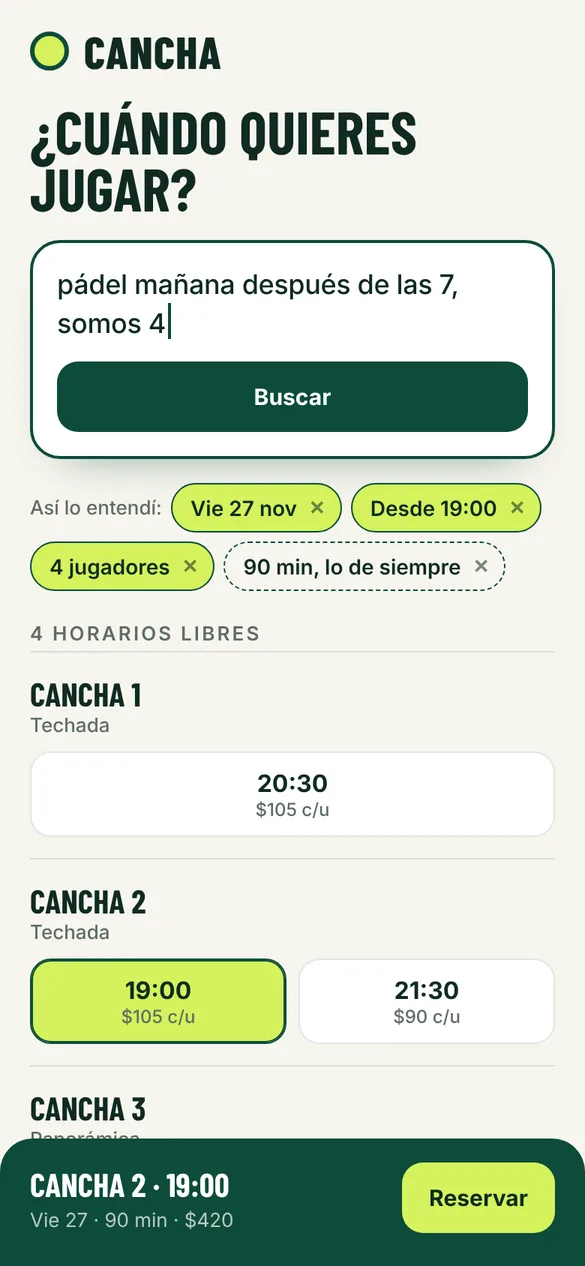 CANCHA
¿CUÁNDO QUIERES
JUGAR?
pádel mañana después de las 7,
somos 4
Buscar
Así lo entendí: Vie 27 nov ✕ Desde 19:00 ✕
4 jugadores ✕ 90 min, lo de siempre ✕
4 HORARIOS LIBRES
CANCHA 1
Techada
20:30
$105 c/u
CANCHA 2
Techada
19:00 21:30
$105 c/u $90 c/u
CANCHA 3
Panorámica
CANCHA 2 · 19:00
Vie 27 · 90 min · $420
Reservar